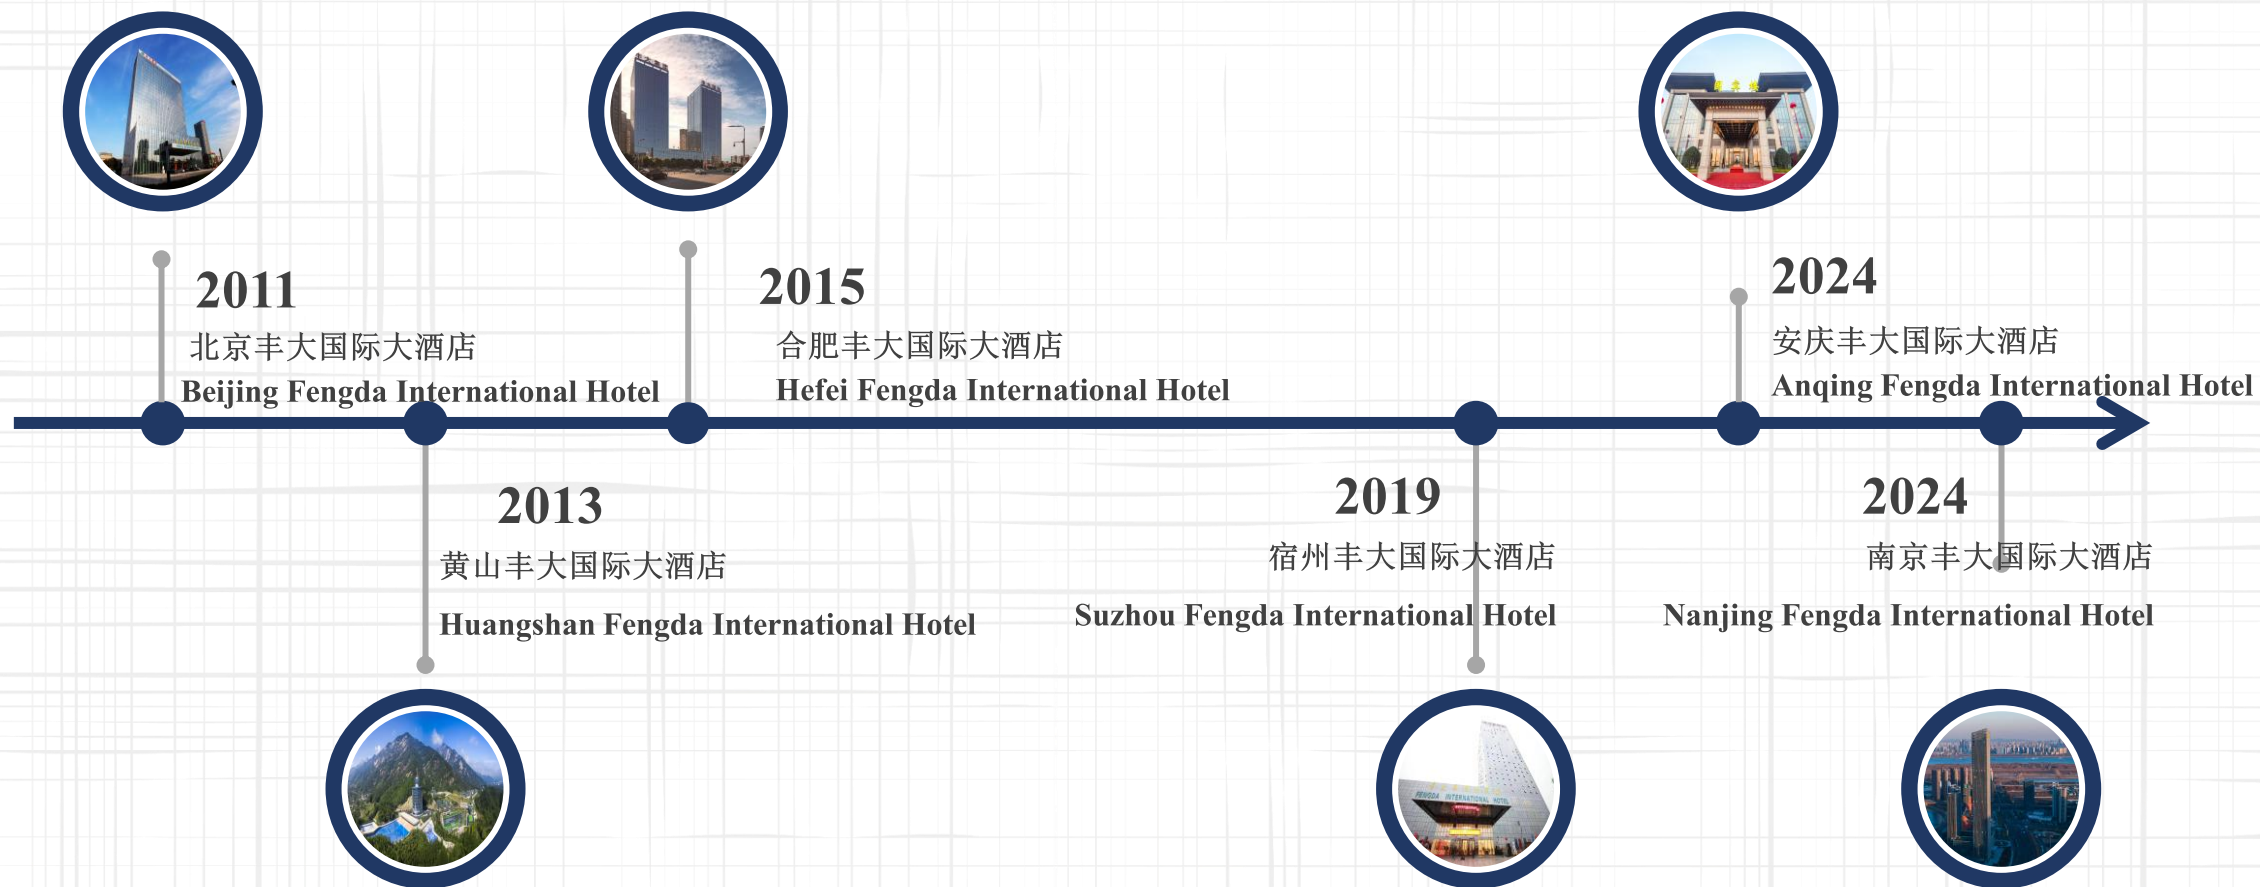 2011
北京丰大国际大酒店
Beijing Fengda International Hotel
2015
合肥丰大国际大酒店
Hefei Fengda International Hotel
2024
安庆丰大国际大酒店
Anqing Fengda International Hotel
2013
黄山丰大国际大酒店
Huangshan Fengda International Hotel
2019
宿州丰大国际大酒店
Suzhou Fengda International Hotel
2024
南京丰大国际大酒店
Nanjing Fengda International Hotel
FENGDA INTERNATIONAL HOTEL